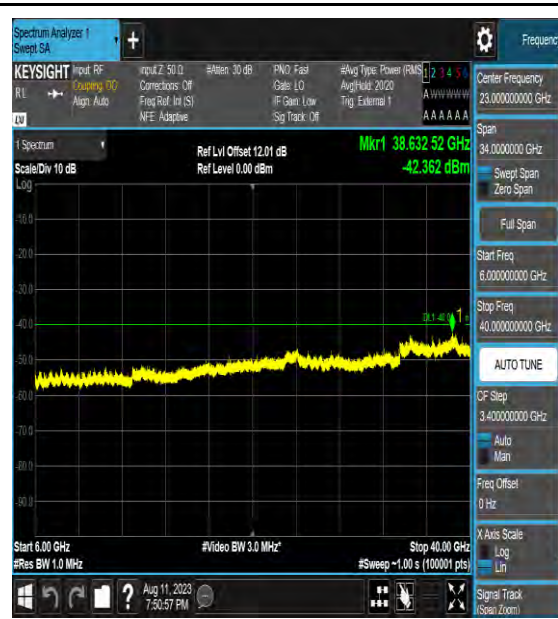 Spectrum Analyzer 1
Swept SA
+
Frequenc
KEYSIGHT
Input: RF
Coupling: DC
Align: Auto
Input Z: 50 Ω
Corrections: Off
Freq Ref: Int (S)
NFE: Adaptive
#Atten: 30 dB
PNO: Fast
Gate: LO
IF Gain: Low
Sig Track: Off
#Avg Type: Power (RMS
Avg|Hold: 20/20
Trig: External 1
1 2 3 4 5 6
A W W W W W
A A A A A A
RL
LV
1 Spectrum
Scale/Div 10 dB
Log
Ref Lvl Offset 12.01 dB
Ref Level 0.00 dBm
Mkr1 38.632 52 GHz
-42.362 dBm
-10.0
-20.0
-30.0
-40.0
-50.0
-60.0
-70.0
-80.0
-90.0
1
Start 6.00 GHz
#Res BW 1.0 MHz
#Video BW 3.0 MHz*
Stop 40.00 GHz
#Sweep ~1.00 s (100001 pts)
Center Frequency
23.000000000 GHz
Span
34.0000000 GHz
Swept Span
Zero Span
Full Span
Start Freq
6.000000000 GHz
Stop Freq
40.000000000 GHz
AUTO TUNE
CF Step
3.400000000 GHz
Auto
Man
Freq Offset
0 Hz
X Axis Scale
Log
Lin
Signal Track
(Span Zoom)
?
Aug 11, 2023
7:50:57 PM